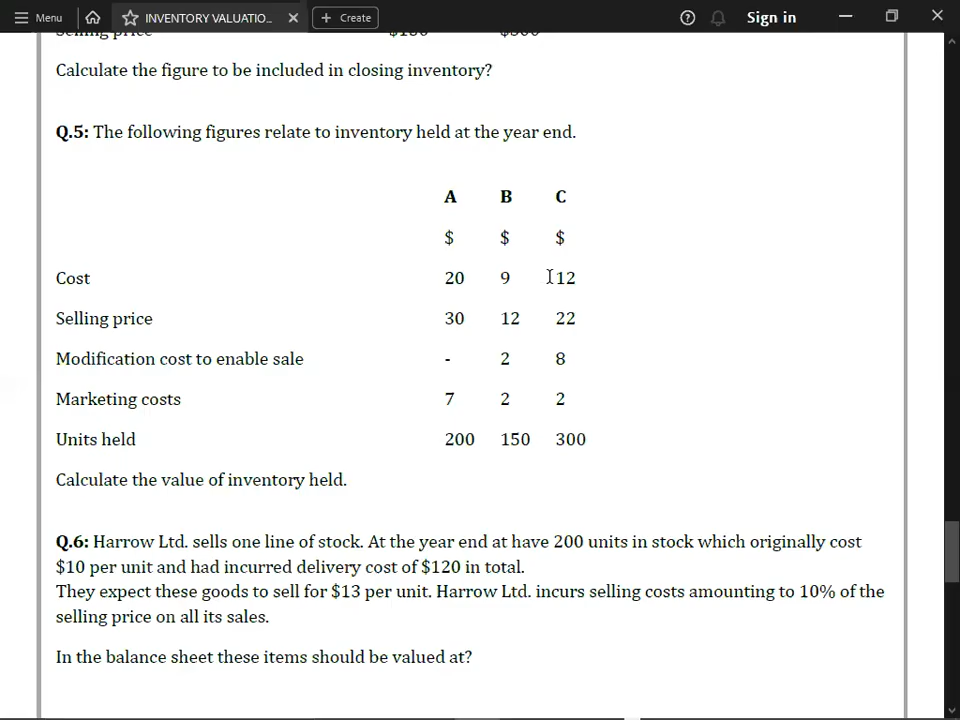 Menu INVENTORY VALUATIO... Create Sign in
Selling price $150 $300
Calculate the figure to be included in closing inventory?
Q.5: The following figures relate to inventory held at the year end.
A B C
$ $ $
Cost 20 9 12
Selling price 30 12 22
Modification cost to enable sale - 2 8
Marketing costs 7 2 2
Units held 200 150 300
Calculate the value of inventory held.
Q.6: Harrow Ltd. sells one line of stock. At the year end at have 200 units in stock which originally cost
$10 per unit and had incurred delivery cost of $120 in total.
They expect these goods to sell for $13 per unit. Harrow Ltd. incurs selling costs amounting to 10% of the
selling price on all its sales.
In the balance sheet these items should be valued at?